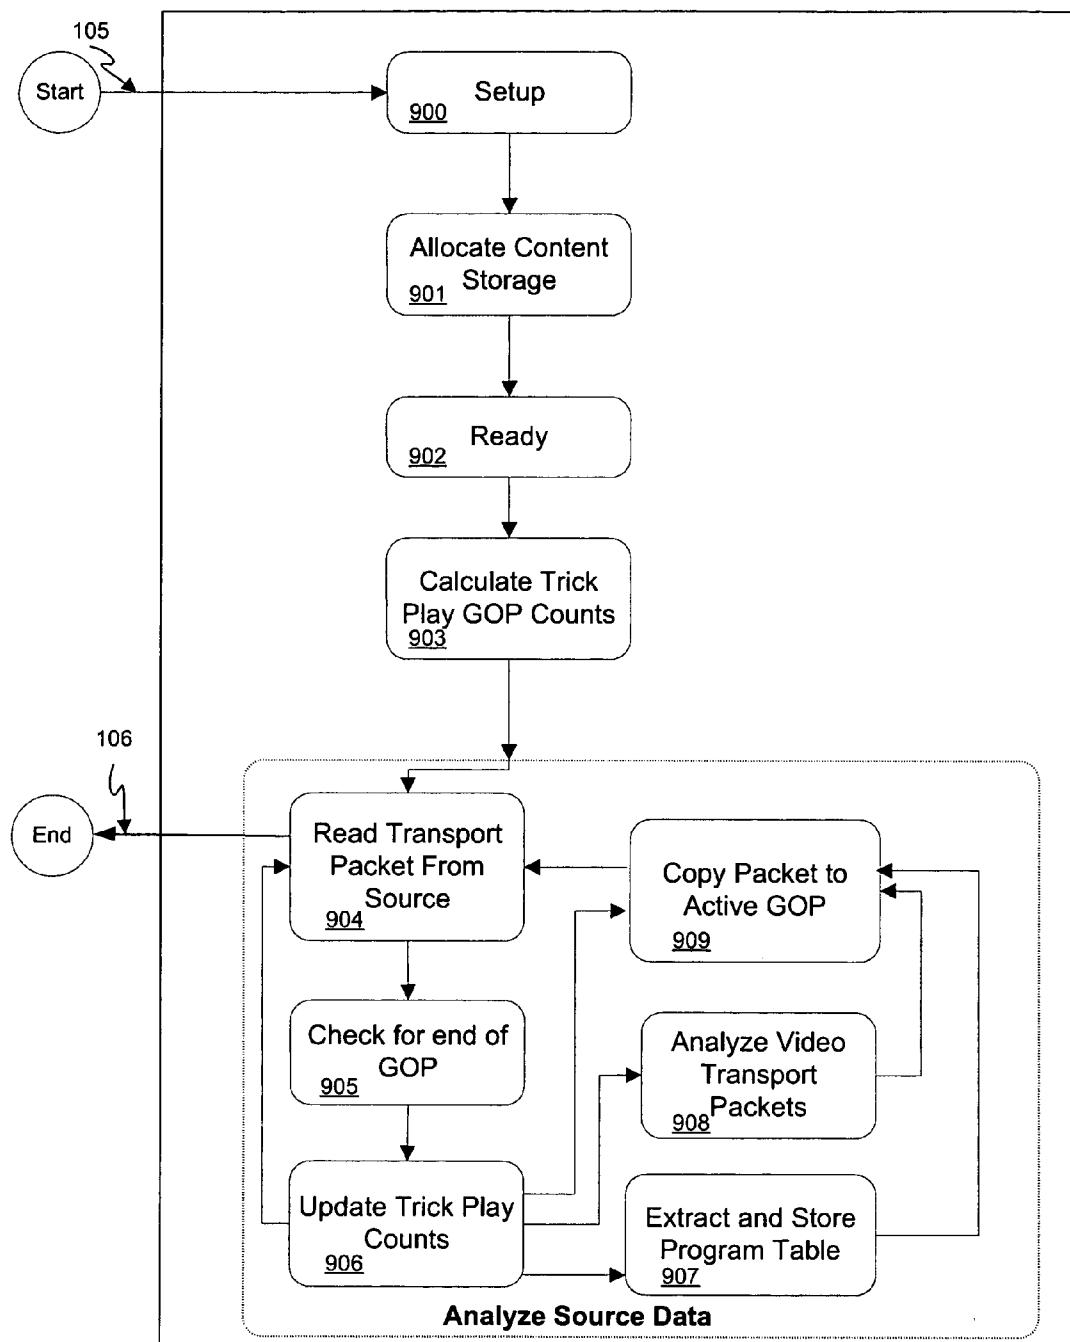 105
Start
Setup
900
Allocate Content
Storage
901
Ready
902
Calculate Trick
Play GOP Counts
903
106
End
Read Transport
Packet From
Source
904
Copy Packet to
Active GOP
909
Check for end of
GOP
905
Analyze Video
Transport
Packets
908
Update Trick Play
Counts
906
Extract and Store
Program Table
907
Analyze Source Data